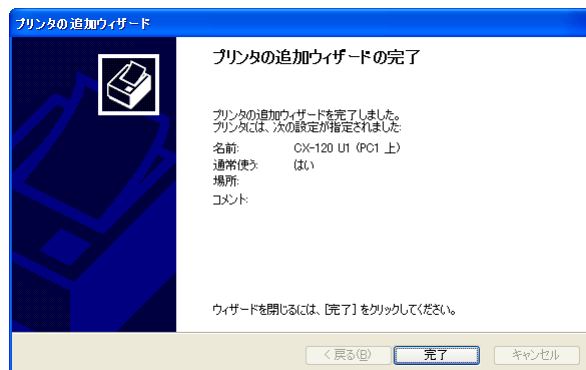 プリンタの追加ウィザード
プリンタの追加ウィザードの完了
プリンタの追加ウィザードを完了しました。
プリンタには、次の設定が指定されました:
名前: CX-120 U1 (PC1 上)
通常使う: はい
場所:
コメント:
ウィザードを閉じるには、[完了] をクリックしてください。
< 戻る(B) 完了 キャンセル